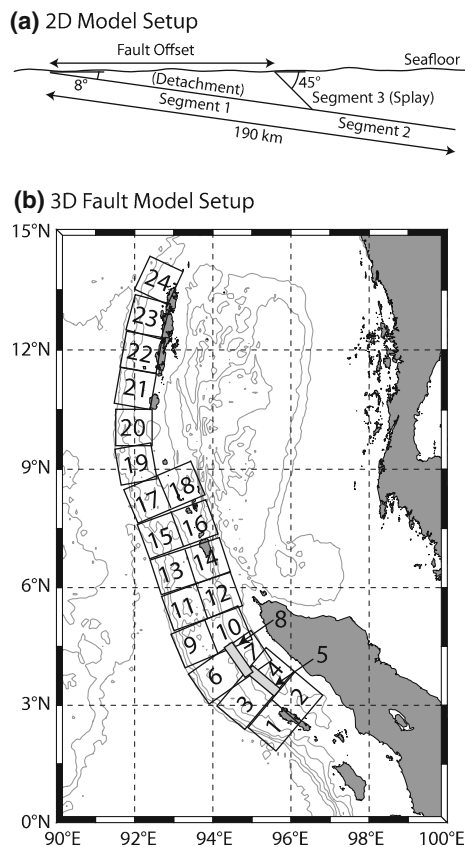 (a) 2D Model Setup
Fault Offset
Seafloor
8°
(Detachment)
45°
Segment 1
Segment 3 (Splay)
Segment 2
190 km
(b) 3D Fault Model Setup
15°N
12°N
9°N
6°N
3°N
0°N
90°E
92°E
94°E
96°E
98°E
100°E
24
23
22
21
20
19
18
17
16
15
14
13
12
11
10
9
8
7
6
5
4
3
2
1